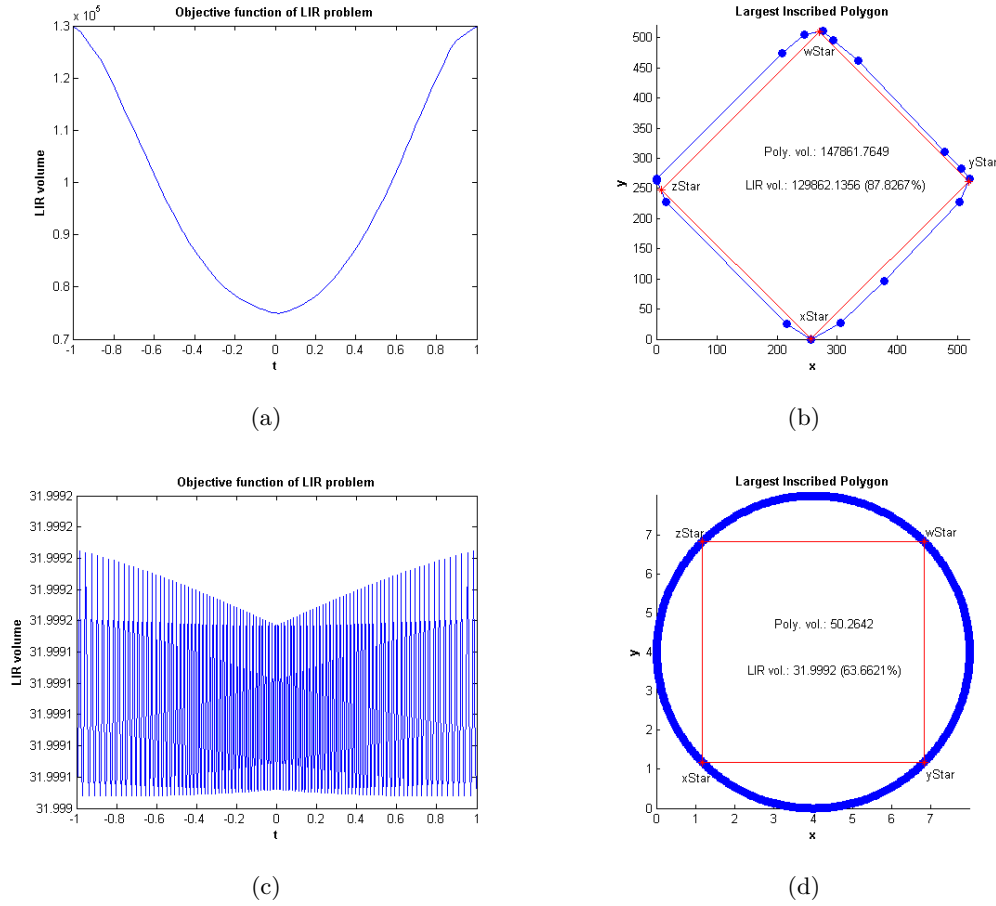 Objective function of LIR problem
x 10^5
1.3
1.2
1.1
1
0.9
0.8
0.7
LIR volume
-1 -0.8 -0.6 -0.4 -0.2 0 0.2 0.4 0.6 0.8 1
t
(a)
Largest Inscribed Polygon
500
450
400
350
300
250
200
150
100
50
0
y
wStar
Poly. vol.: 147861.7649
yStar
zStar
LIR vol.: 129862.1356 (87.8267%)
xStar
0 100 200 300 400 500
x
(b)
Objective function of LIR problem
31.9992
31.9992
31.9992
31.9992
31.9992
31.9991
31.9991
31.9991
31.9991
31.9991
31.999
LIR volume
-1 -0.8 -0.6 -0.4 -0.2 0 0.2 0.4 0.6 0.8 1
t
(c)
Largest Inscribed Polygon
7
6
5
4
3
2
1
0
y
zStar
wStar
Poly. vol.: 50.2642
LIR vol.: 31.9992 (63.6621%)
xStar
yStar
0 1 2 3 4 5 6 7
x
(d)